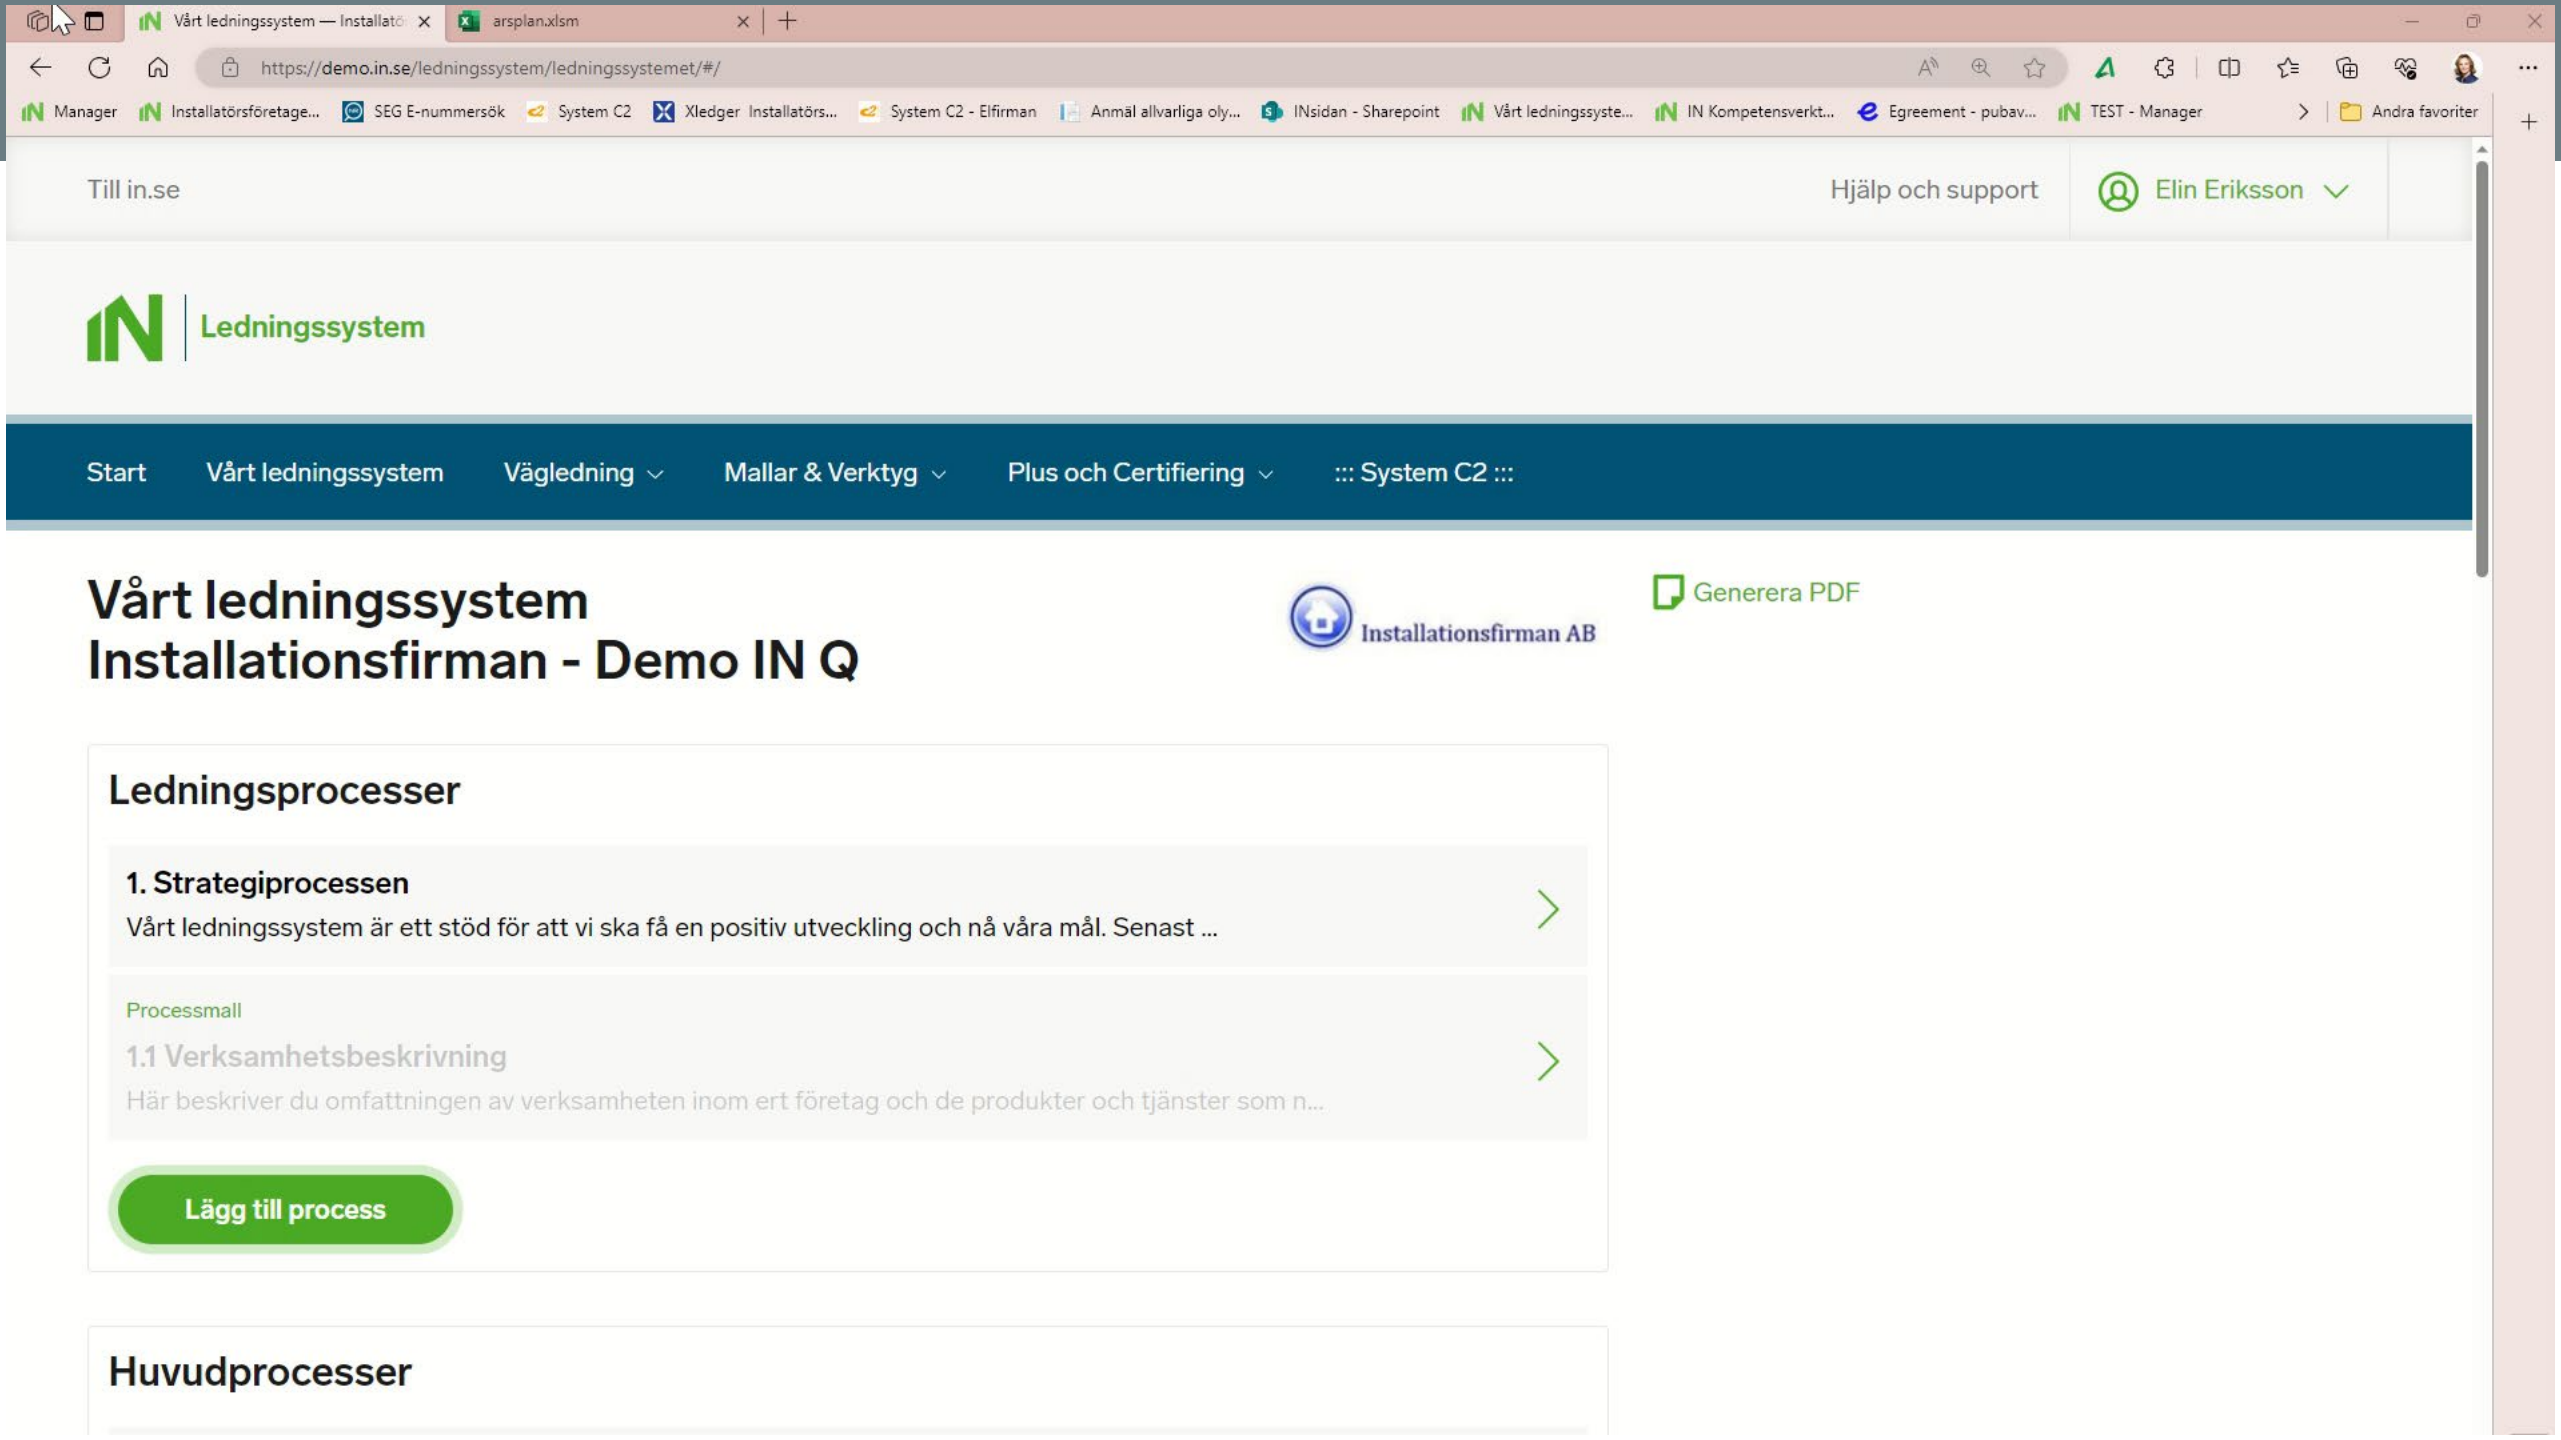 Vårt ledningssystem — Installatö
arsplan.xlsm
https://demo.in.se/ledningssystem/ledningssystemet/#/
Manager
Installatörsföretage...
SEG E-nummersök
System C2
Xledger Installatörs...
System C2 - Elfirman
Anmäl allvarliga oly...
INsidan - Sharepoint
Vårt ledningssyste...
IN Kompetensverkt...
Egreement - pubav...
TEST - Manager
Andra favoriter
Till in.se
Hjälp och support
Elin Eriksson
IN Ledningssystem
Start
Vårt ledningssystem
Vägledning
Mallar & Verktyg
Plus och Certifiering
::: System C2 :::
Vårt ledningssystem
Installationsfirman - Demo IN Q
Installationsfirman AB
Generera PDF
Ledningsprocesser
1. Strategiprocessen
Vårt ledningssystem är ett stöd för att vi ska få en positiv utveckling och nå våra mål. Senast ...
Processmall
1.1 Verksamhetsbeskrivning
Här beskriver du omfattningen av verksamheten inom ert företag och de produkter och tjänster som n...
Lägg till process
Huvudprocesser